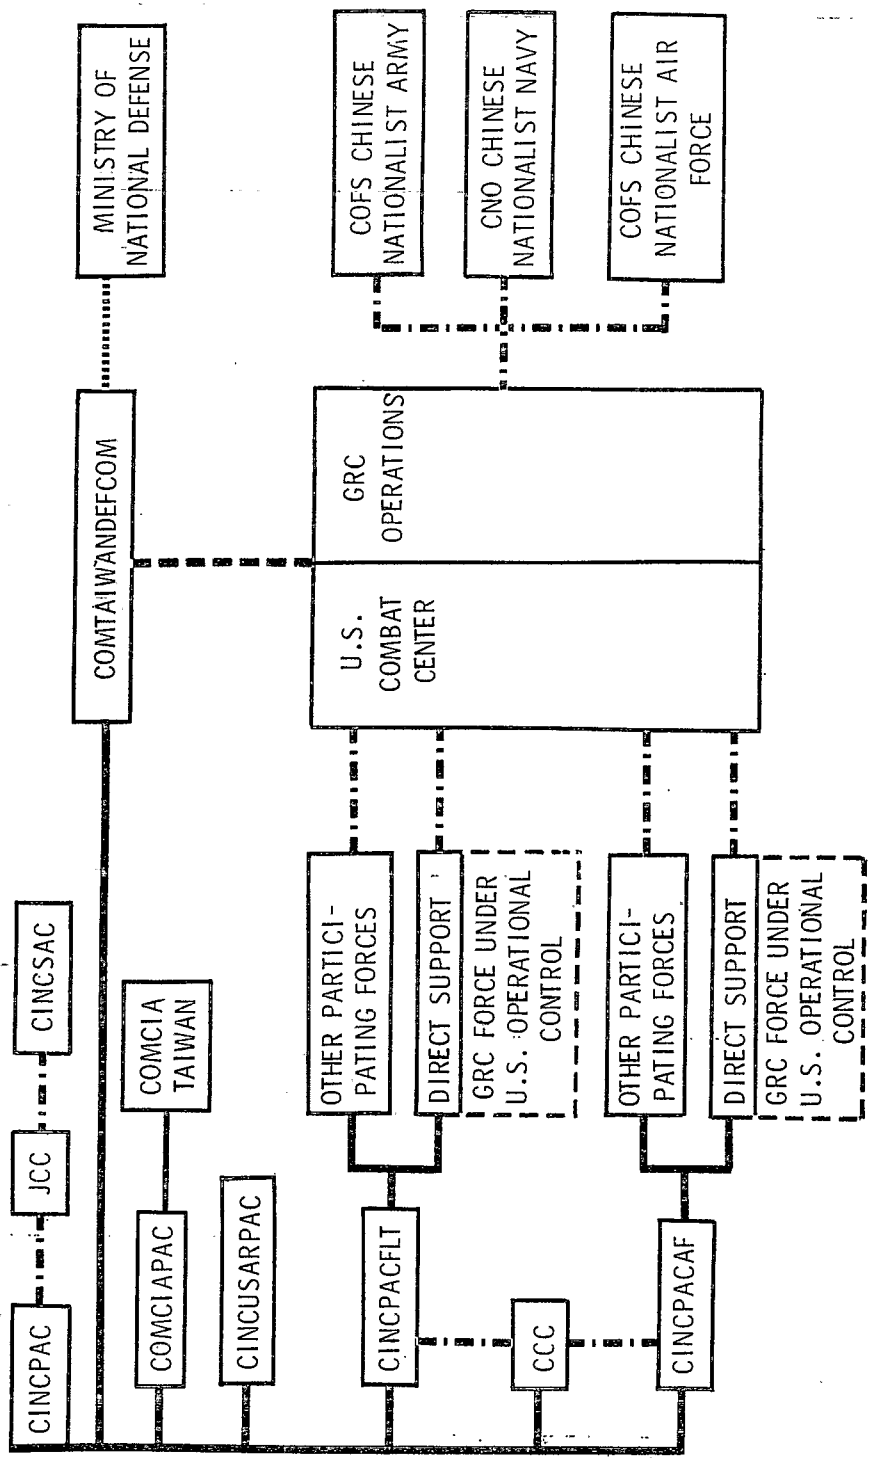 CINCPAC
JCC
CINCSAC
COMTAIWANDEFCOM
MINISTRY OF
NATIONAL DEFENSE
COMCIAPAC
COMCIA
TAIWAN
CINCUSARPAC
CINCPACFLT
OTHER PARTICI-
PATING FORCES
DIRECT SUPPORT
GRC FORCE UNDER
U.S. OPERATIONAL
CONTROL
CCC
CINCPACAF
OTHER PARTICI-
PATING FORCES
DIRECT SUPPORT
GRC FORCE UNDER
U.S. OPERATIONAL
CONTROL
U.S.
COMBAT
CENTER
GRC
OPERATIONS
COFS CHINESE
NATIONALIST ARMY
CNO CHINESE
NATIONALIST NAVY
COFS CHINESE
NATIONALIST AIR
FORCE